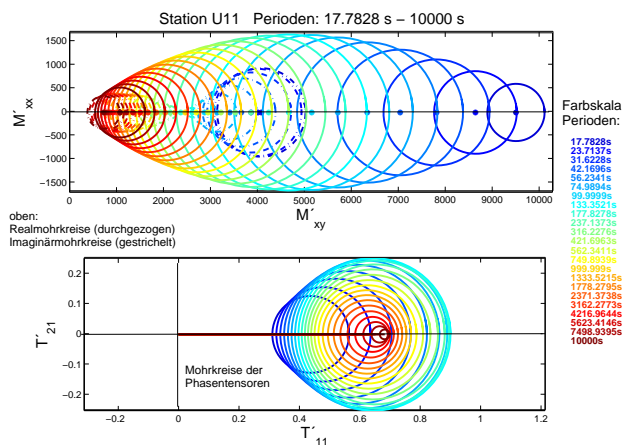 Station U11   Perioden: 17.7828 s − 10000 s
M´xx
1500
1000
500
0
−500
1000
1500
0 1000 2000 3000 4000 5000 6000 7000 8000 9000 10000
M´xy
oben:
Realmohrkreise (durchgezogen)
Imaginärmohrkreise (gestrichelt)
Farbskala
Perioden:
17.7828s
23.7137s
31.6228s
42.1696s
56.2341s
74.9894s
99.9999s
133.3521s
177.8278s
237.1373s
316.2276s
421.6963s
562.3411s
749.8939s
999.999s
1333.5215s
1778.2795s
2371.3738s
3162.2773s
4216.9644s
5623.4146s
7498.9395s
10000s
T´21
0.2
0.1
0
−0.1
−0.2
Mohrkreise der
Phasentensoren
−0.2 0 0.2 0.4 0.6 0.8 1 1.2
T´11